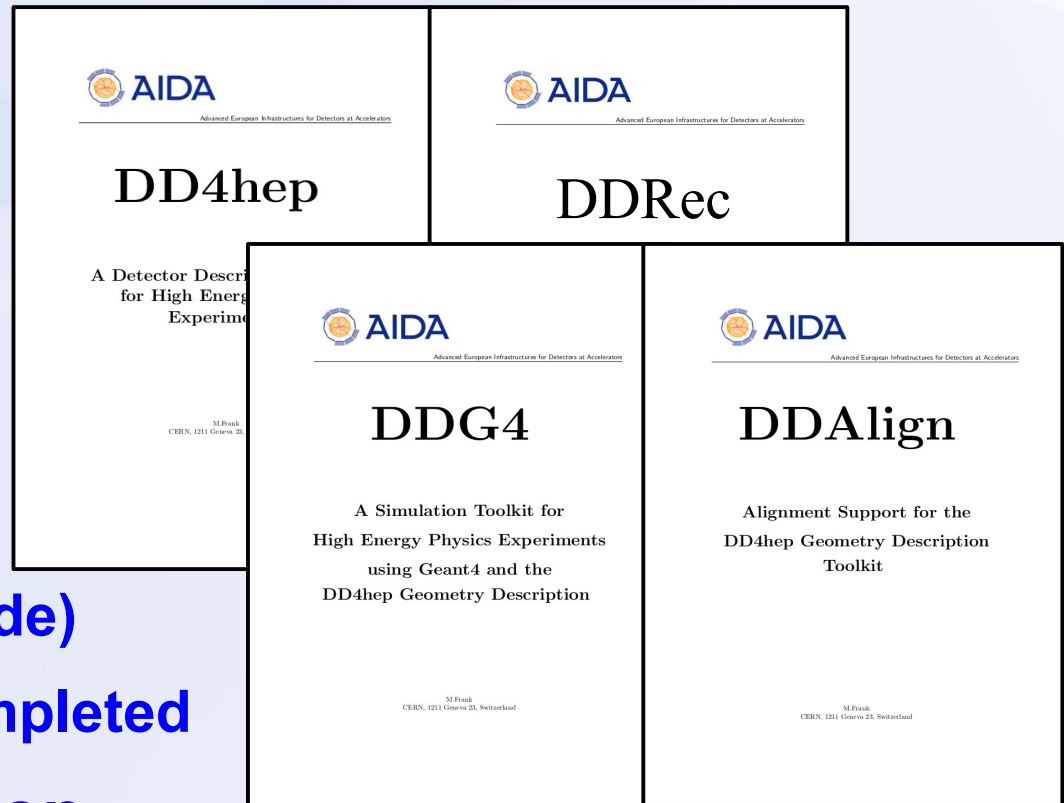 AIDA
Advanced European Infrastructures for Detectors at Accelerators
DD4hep
A Detector Descri
for High Energ
Experime
M.Frank
CERN, 1211 Geneva 23,
AIDA
Advanced European Infrastructures for Detectors at Accelerators
DDRec
AIDA
Advanced European Infrastructures for Detectors at Accelerators
DDG4
A Simulation Toolkit for
High Energy Physics Experiments
using Geant4 and the
DD4hep Geometry Description
M.Frank
CERN, 1211 Geneva 23, Switzerland
AIDA
Advanced European Infrastructures for Detectors at Accelerators
DDAlign
Alignment Support for the
DD4hep Geometry Description
Toolkit
M.Frank
CERN, 1211 Geneva 23, Switzerland
de)
mpleted